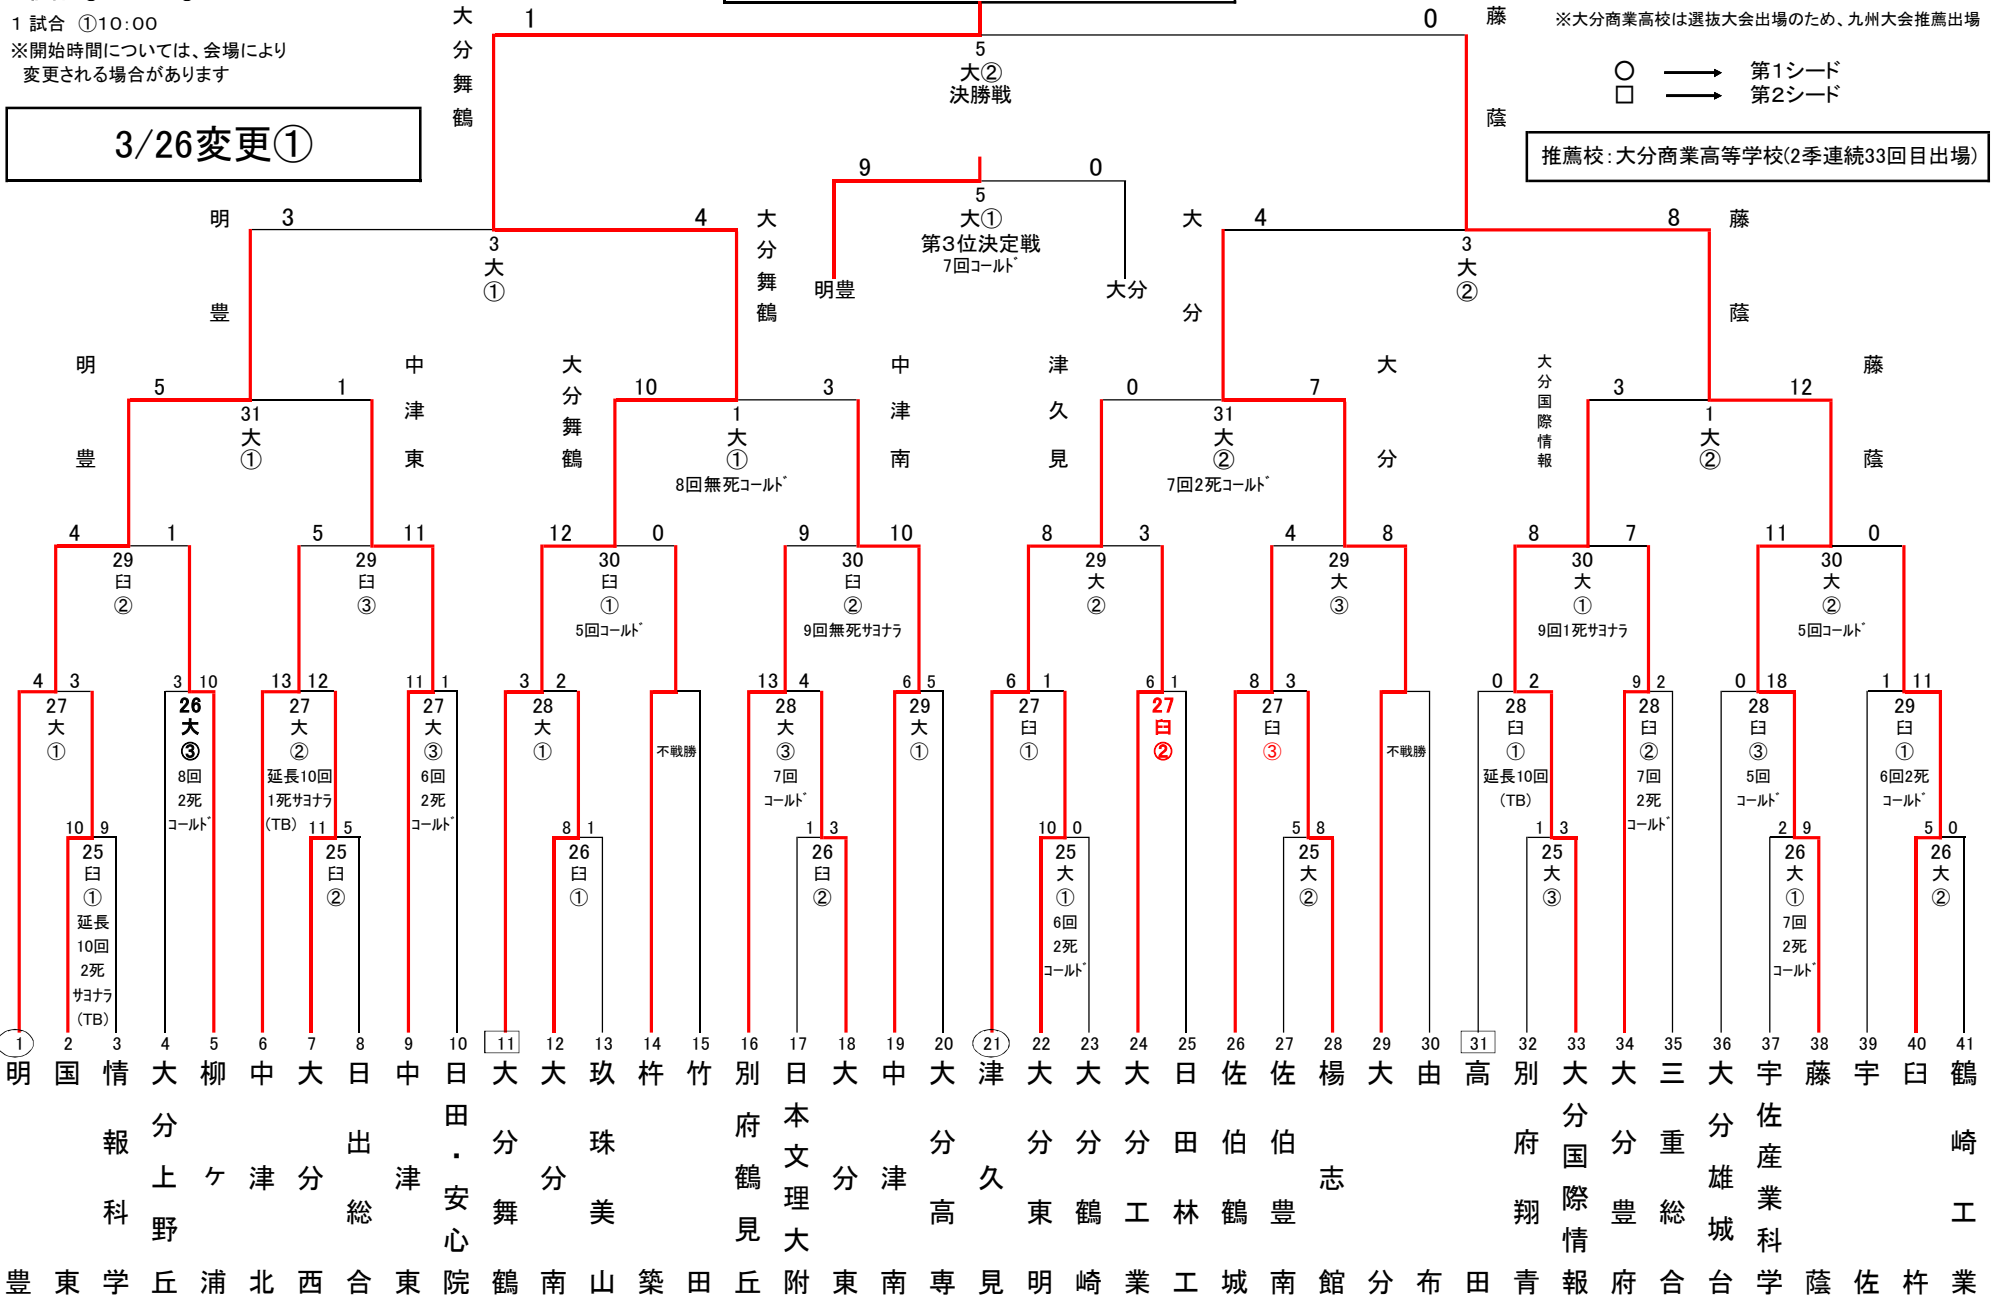 1 試合 ①10:00
※開始時間については、会場により
変更される場合があります
3/26変更①
※大分商業高校は選抜大会出場のため、九州大会推薦出場
○ → 第1シード
□ → 第2シード
推薦校:大分商業高等学校(2季連続33回目出場)
大分舞鶴 1 0 藤蔭
5
大②
決勝戦
9 0
5
大①
第3位決定戦
7回コールド
明豊 大分
明豊 3 4 大分舞鶴
3
大
①
大分 4 8 藤蔭
3
大
②
明豊 5 1 中津東
31
大
①
大分舞鶴 10 3 中津南
1
大
①
8回無死コールド
津久見 0 7 大分
31
大
②
7回2死コールド
大分国際情報 3 12 藤蔭
1
大
②
4 1
29
臼
②
5 11
29
臼
③
12 0
30
臼
①
5回コールド
9 10
30
臼
②
9回無死サヨナラ
8 3
29
大
②
4 8
29
大
③
8 7
30
大
①
9回1死サヨナラ
11 0
30
大
②
5回コールド
4 3
27
大
①
3 10
26
大
③
8回
2死
コールド
13 12
27
大
②
延長10回
1死サヨナラ
(TB)
11 1
27
大
③
6回
2死
コールド
3 2
28
大
①
不戦勝
13 4
28
大
③
7回
コールド
6 5
29
大
①
6 1
27
臼
①
6 1
27
臼
②
8 3
27
臼
③
不戦勝
0 2
28
臼
①
延長10回
(TB)
9 2
28
臼
②
7回
2死
コールド
0 18
28
臼
③
5回
コールド
1 11
29
臼
①
6回2死
コールド
10 9
25
臼
①
延長
10回
2死
サヨナラ
(TB)
11 5
25
臼
②
8 1
26
臼
①
1 3
26
臼
②
10 0
25
大
①
6回
2死
コールド
5 8
25
大
②
1 3
25
大
③
2 9
26
大
①
7回
2死
コールド
5 0
26
大
②
1 明豊
2 国東
3 情報科学
4 大分上野丘
5 柳ヶ浦
6 中津北
7 大分西
8 日出総合
9 中津東
10 日田・安心院
11 大分舞鶴
12 大分南
13 玖珠美山
14 杵築
15 竹田
16 別府鶴見丘
17 日本文理大附
18 大分東
19 中津南
20 大分高専
21 津久見
22 大分東明
23 大分鶴崎
24 大分工業
25 日田林工
26 佐伯鶴城
27 佐伯豊南
28 楊志館
29 大分
30 由布
31 高田
32 別府翔青
33 大分国際情報
34 大分豊府
35 三重総合
36 大分雄城台
37 宇佐産業科学
38 藤蔭
39 宇佐
40 臼杵
41 鶴崎工業